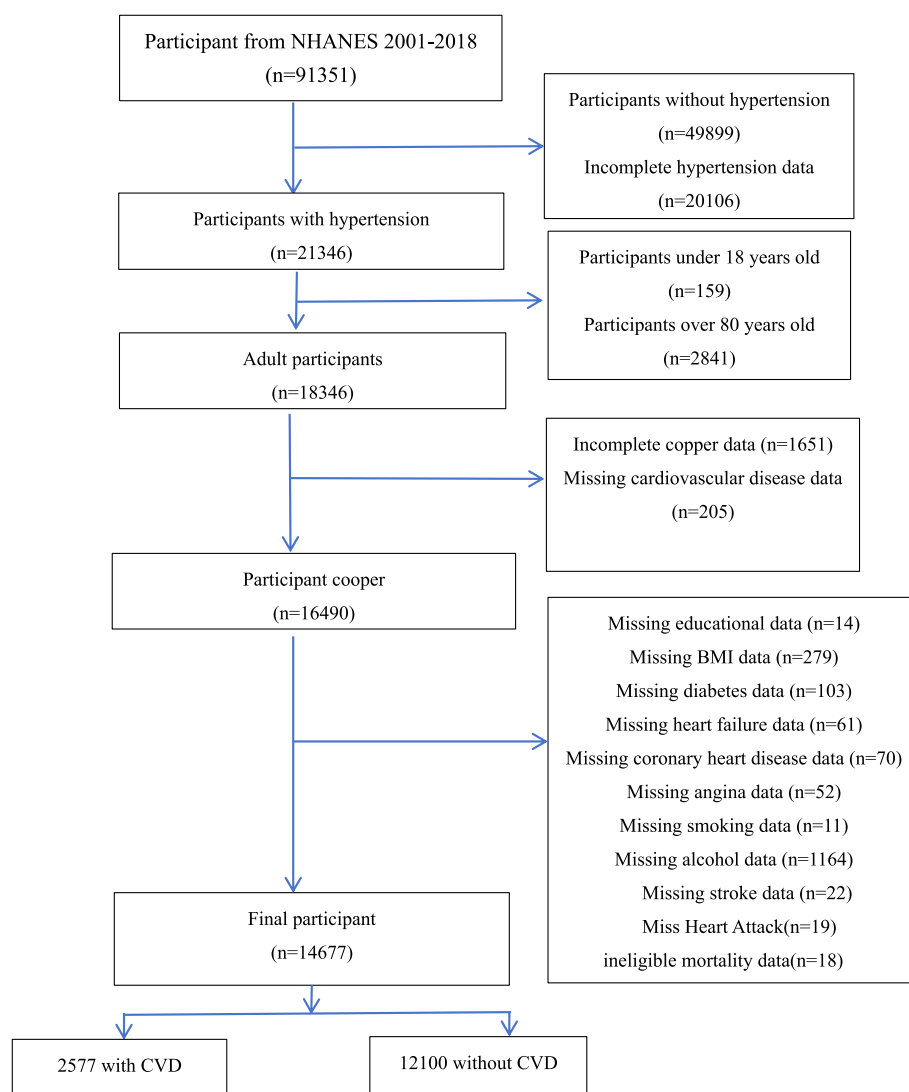 Participant from NHANES 2001-2018
(n=91351)
Participants without hypertension
(n=49899)
Incomplete hypertension data
(n=20106)
Participants with hypertension
(n=21346)
Participants under 18 years old
(n=159)
Participants over 80 years old
(n=2841)
Adult participants
(n=18346)
Incomplete copper data (n=1651)
Missing cardiovascular disease data
(n=205)
Participant cooper
(n=16490)
Missing educational data (n=14)
Missing BMI data (n=279)
Missing diabetes data (n=103)
Missing heart failure data (n=61)
Missing coronary heart disease data (n=70)
Missing angina data (n=52)
Missing smoking data (n=11)
Missing alcohol data (n=1164)
Missing stroke data (n=22)
Miss Heart Attack(n=19)
ineligible mortality data(n=18)
Final participant
(n=14677)
2577 with CVD
12100 without CVD